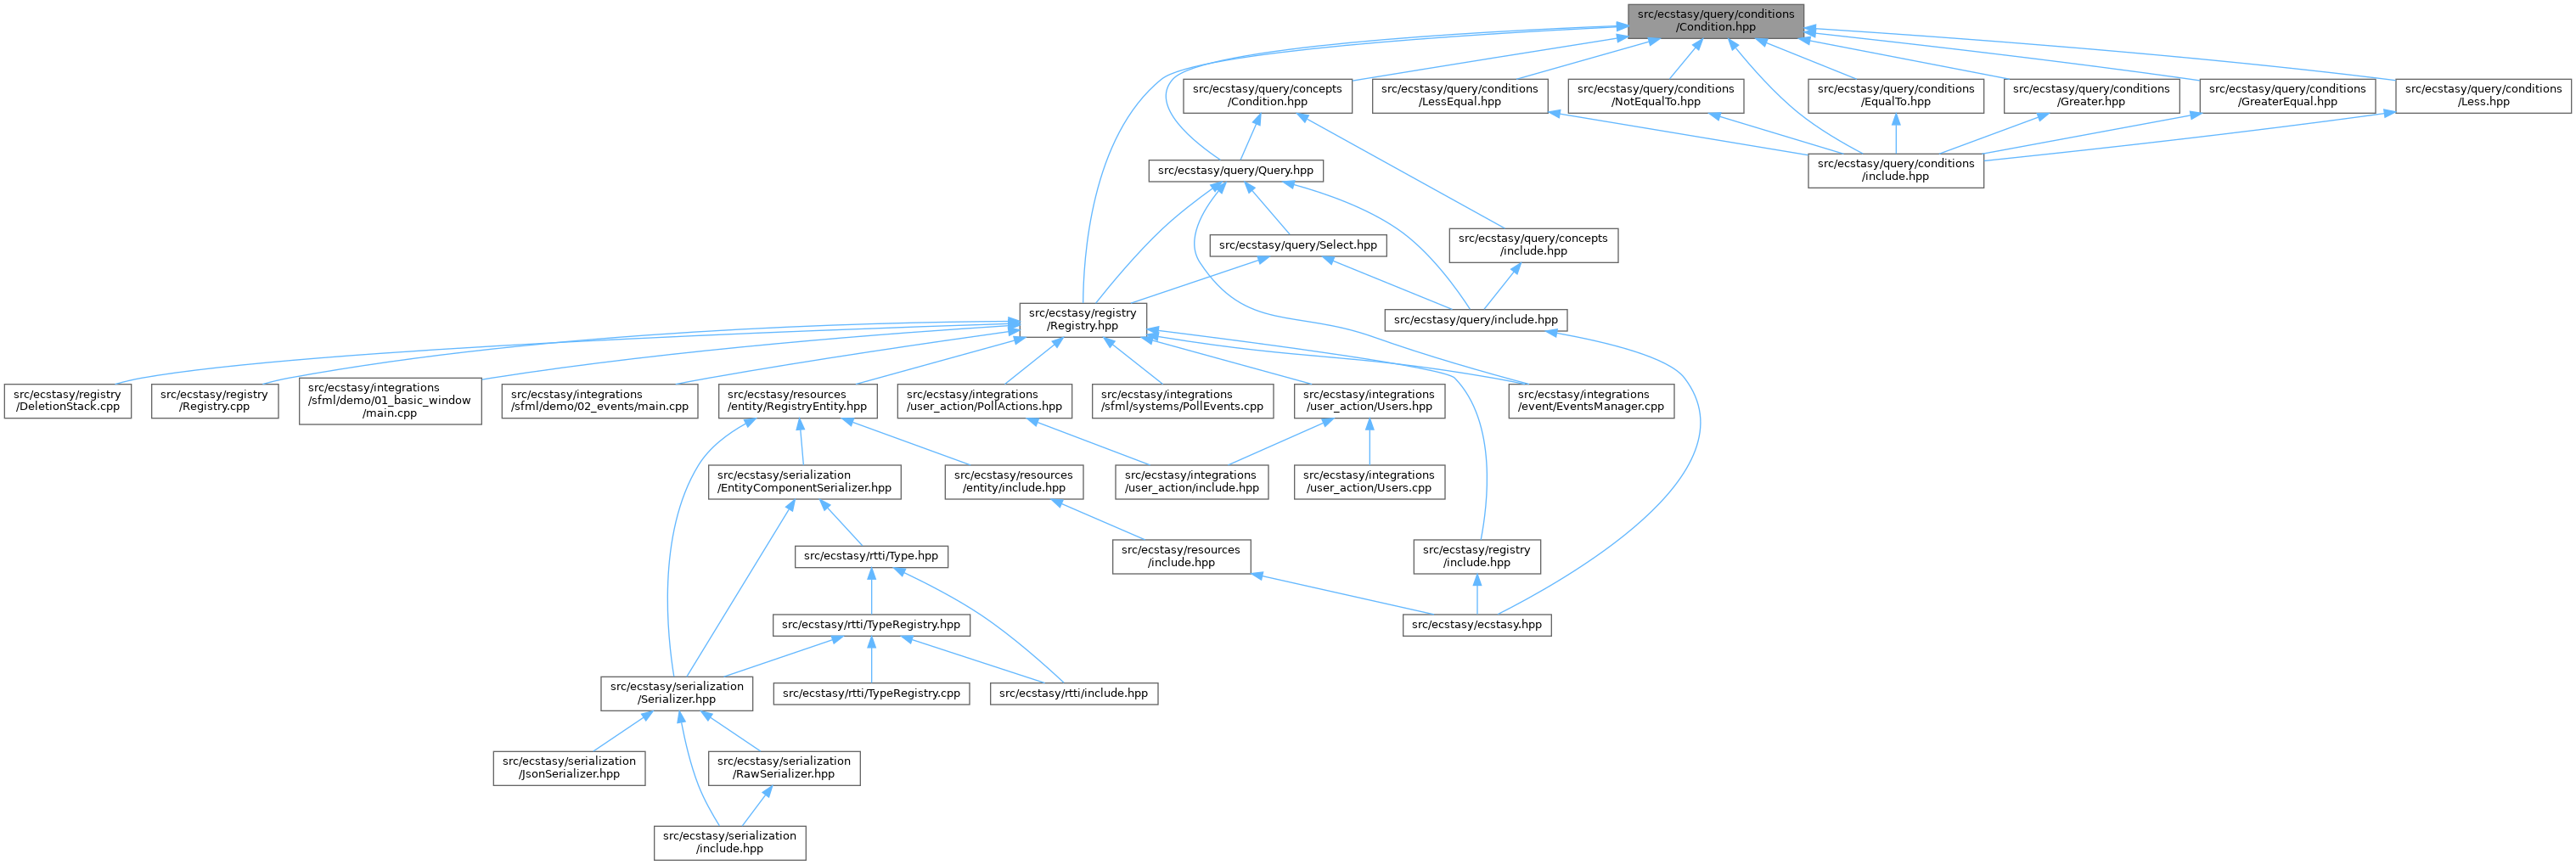 src/ecstasy/query/conditions
/Condition.hpp
src/ecstasy/query/concepts
/Condition.hpp
src/ecstasy/query/conditions
/LessEqual.hpp
src/ecstasy/query/conditions
/NotEqualTo.hpp
src/ecstasy/query/conditions
/EqualTo.hpp
src/ecstasy/query/conditions
/Greater.hpp
src/ecstasy/query/conditions
/GreaterEqual.hpp
src/ecstasy/query/conditions
/Less.hpp
src/ecstasy/query/Query.hpp
src/ecstasy/query/conditions
/include.hpp
src/ecstasy/query/Select.hpp
src/ecstasy/query/concepts
/include.hpp
src/ecstasy/registry
/Registry.hpp
src/ecstasy/query/include.hpp
src/ecstasy/registry
/DeletionStack.cpp
src/ecstasy/registry
/Registry.cpp
src/ecstasy/integrations
/sfml/demo/01_basic_window
/main.cpp
src/ecstasy/integrations
/sfml/demo/02_events/main.cpp
src/ecstasy/resources
/entity/RegistryEntity.hpp
src/ecstasy/integrations
/user_action/PollActions.hpp
src/ecstasy/integrations
/sfml/systems/PollEvents.cpp
src/ecstasy/integrations
/user_action/Users.hpp
src/ecstasy/integrations
/event/EventsManager.cpp
src/ecstasy/serialization
/EntityComponentSerializer.hpp
src/ecstasy/resources
/entity/include.hpp
src/ecstasy/integrations
/user_action/include.hpp
src/ecstasy/integrations
/user_action/Users.cpp
src/ecstasy/rtti/Type.hpp
src/ecstasy/resources
/include.hpp
src/ecstasy/registry
/include.hpp
src/ecstasy/rtti/TypeRegistry.hpp
src/ecstasy/ecstasy.hpp
src/ecstasy/serialization
/Serializer.hpp
src/ecstasy/rtti/TypeRegistry.cpp
src/ecstasy/rtti/include.hpp
src/ecstasy/serialization
/JsonSerializer.hpp
src/ecstasy/serialization
/RawSerializer.hpp
src/ecstasy/serialization
/include.hpp